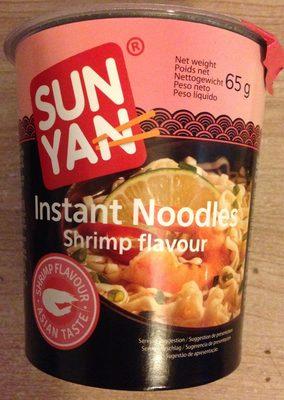 SUN
YAN
®
Net weight
Poids net
Nettogewicht
Peso neto
Peso líquido
65 g
Instant Noodles
Shrimp flavour
SHRIMP FLAVOUR
ASIAN TASTE
Serving suggestion / Suggestion de présentation
Serviervorschlag / Sugerencia de presentación
Sugestão de apresentação